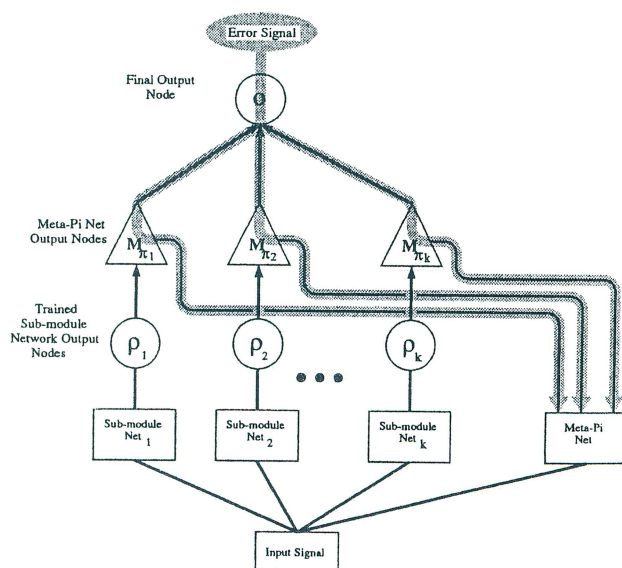 Error Signal
Final Output
Node
O
Meta-Pi Net
Output Nodes
Mπ1
Mπ2
Mπk
Trained
Sub-module
Network Output
Nodes
ρ1
ρ2
ρk
Sub-module
Net 1
Sub-module
Net 2
Sub-module
Net k
Meta-Pi
Net
Input Signal